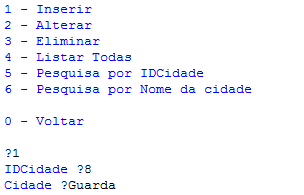 1 - Inserir
2 - Alterar
3 - Eliminar
4 - Listar Todas
5 - Pesquisa por IDCidade
6 - Pesquisa por Nome da cidade
0 - Voltar
?1
IDCidade ?8
Cidade ?Guarda